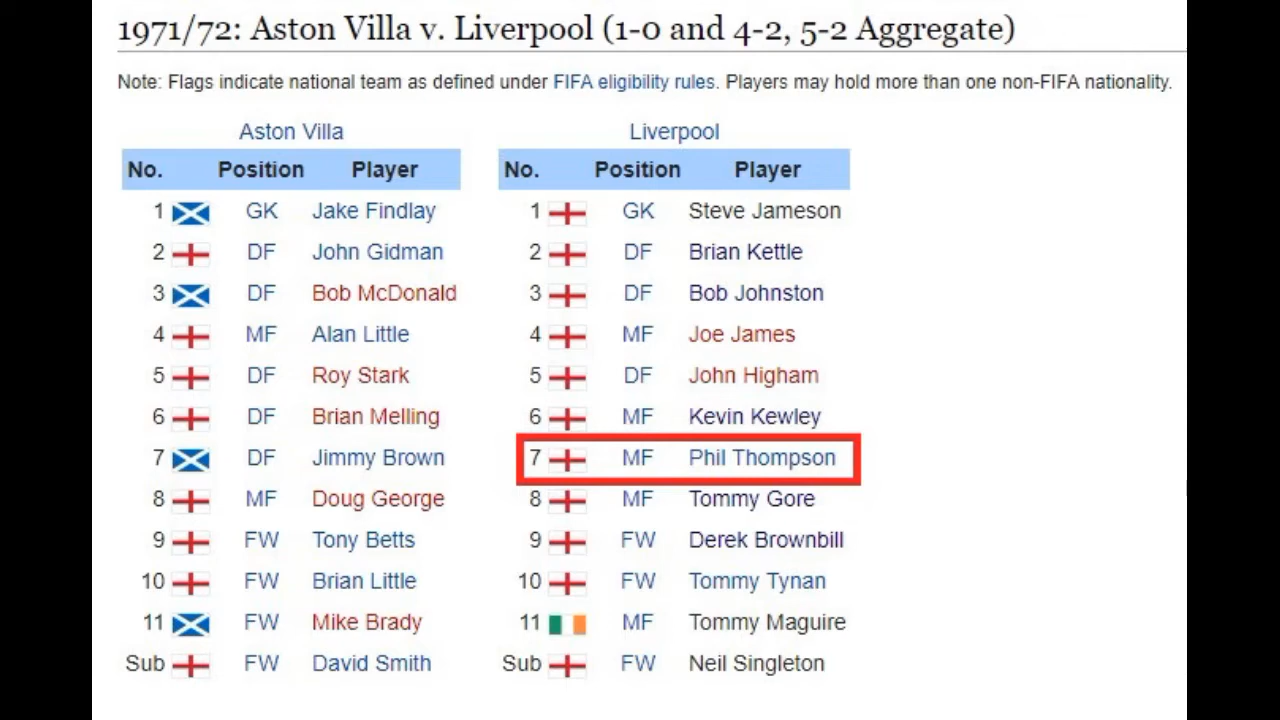 1971/72: Aston Villa v. Liverpool (1-0 and 4-2, 5-2 Aggregate)
Note: Flags indicate national team as defined under FIFA eligibility rules. Players may hold more than one non-FIFA nationality.
Aston Villa
No. Position Player
1 GK Jake Findlay
2 DF John Gidman
3 DF Bob McDonald
4 MF Alan Little
5 DF Roy Stark
6 DF Brian Melling
7 DF Jimmy Brown
8 MF Doug George
9 FW Tony Betts
10 FW Brian Little
11 FW Mike Brady
Sub FW David Smith
Liverpool
No. Position Player
1 GK Steve Jameson
2 DF Brian Kettle
3 DF Bob Johnston
4 MF Joe James
5 DF John Higham
6 MF Kevin Kewley
7 MF Phil Thompson
8 MF Tommy Gore
9 FW Derek Brownbill
10 FW Tommy Tynan
11 MF Tommy Maguire
Sub FW Neil Singleton